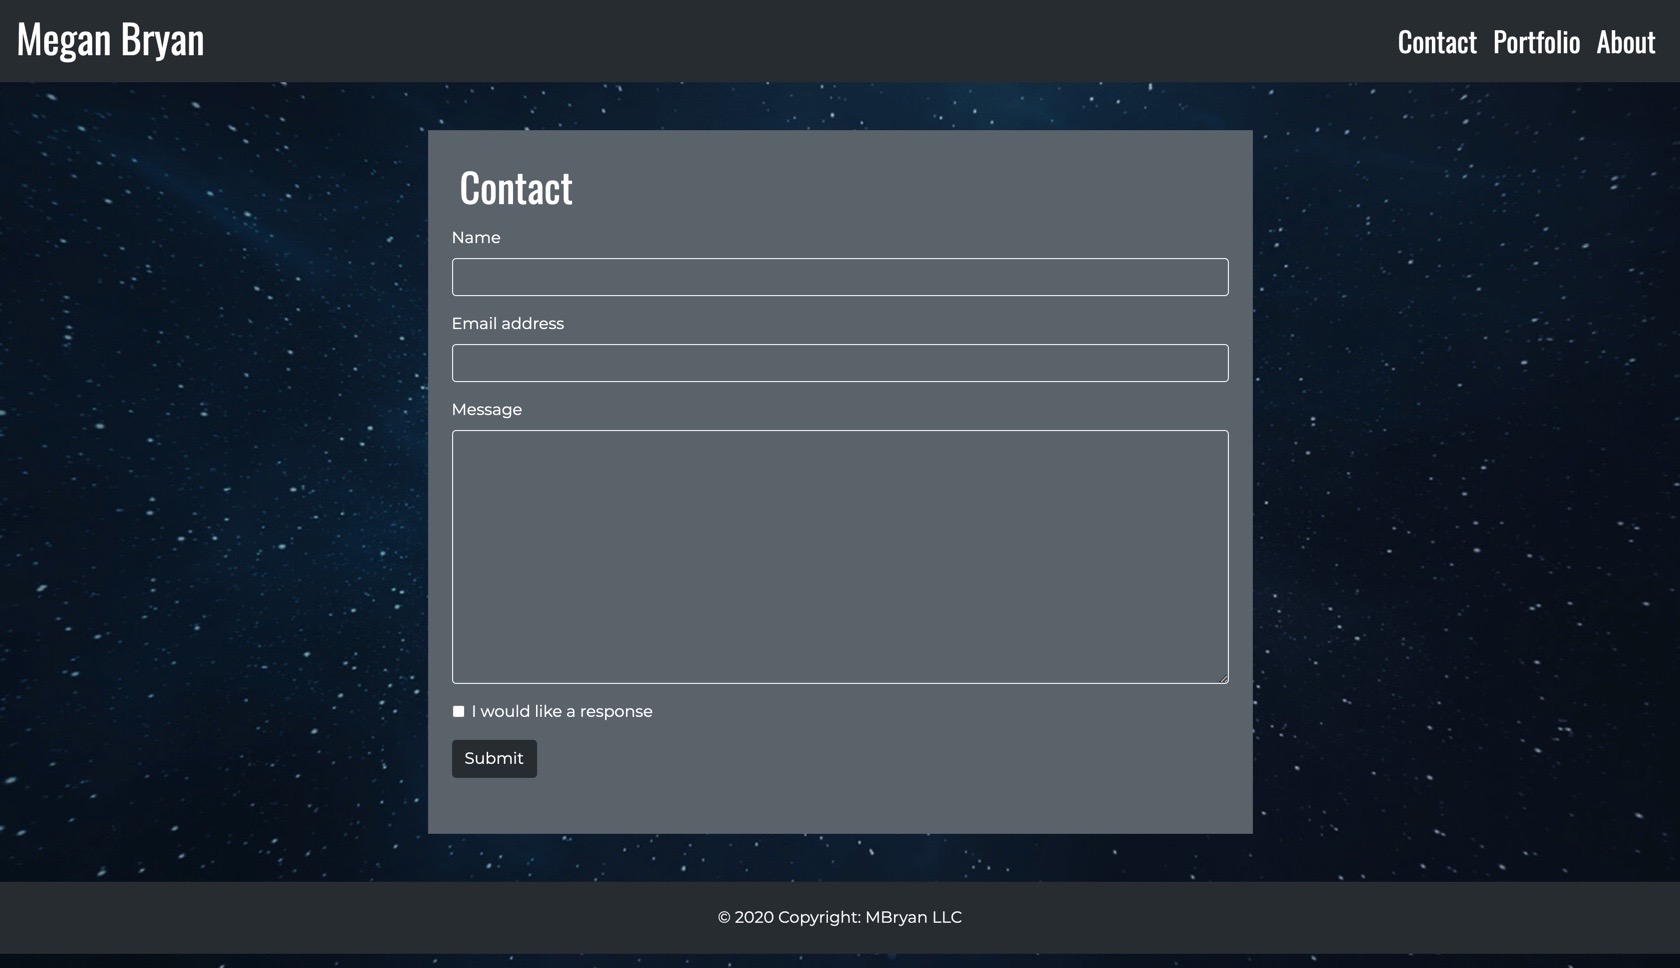 Megan Bryan
Contact Portfolio About
Contact
Name
Email address
Message
I would like a response
Submit
© 2020 Copyright: MBryan LLC